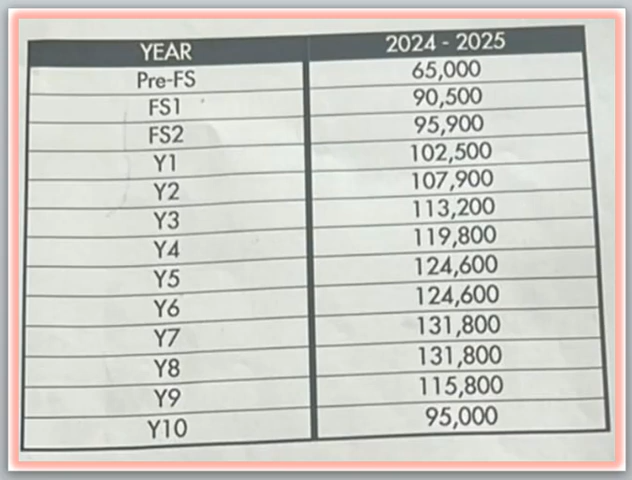 YEAR 2024 - 2025
Pre-FS 65,000
FS1 90,500
FS2 95,900
Y1 102,500
Y2 107,900
Y3 113,200
Y4 119,800
Y5 124,600
Y6 124,600
Y7 131,800
Y8 131,800
Y9 115,800
Y10 95,000